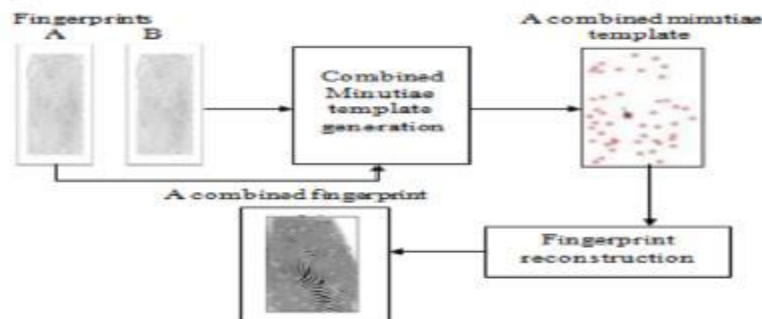 Fingerprints
A B
Combined
Minutiae
template
generation
A combined minutiae
template
A combined fingerprint
Fingerprint
reconstruction